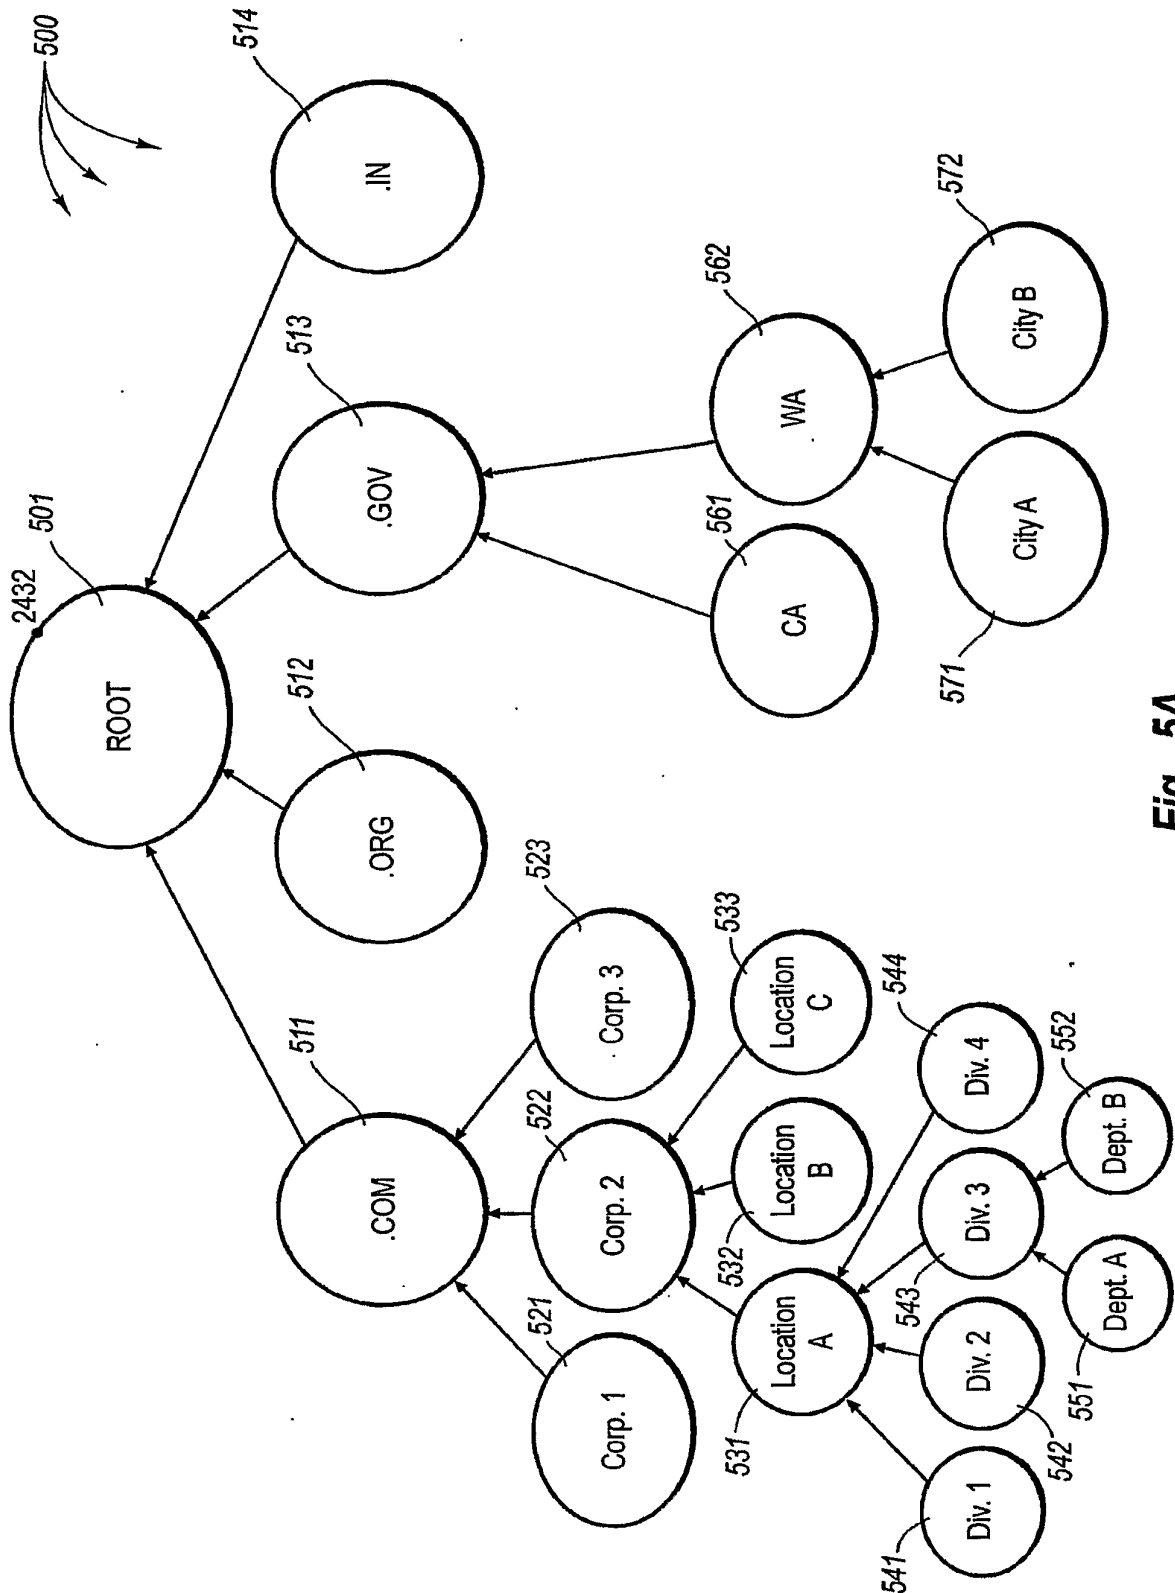 500
2432
501
ROOT
511
.COM
512
.ORG
513
.GOV
514
.IN
521
Corp. 1
522
Corp. 2
523
Corp. 3
561
CA
562
WA
531
Location
A
532
Location
B
533
Location
C
571
City A
572
City B
541
Div. 1
542
Div. 2
543
Div. 3
544
Div. 4
551
Dept. A
552
Dept. B
Fig. 5A